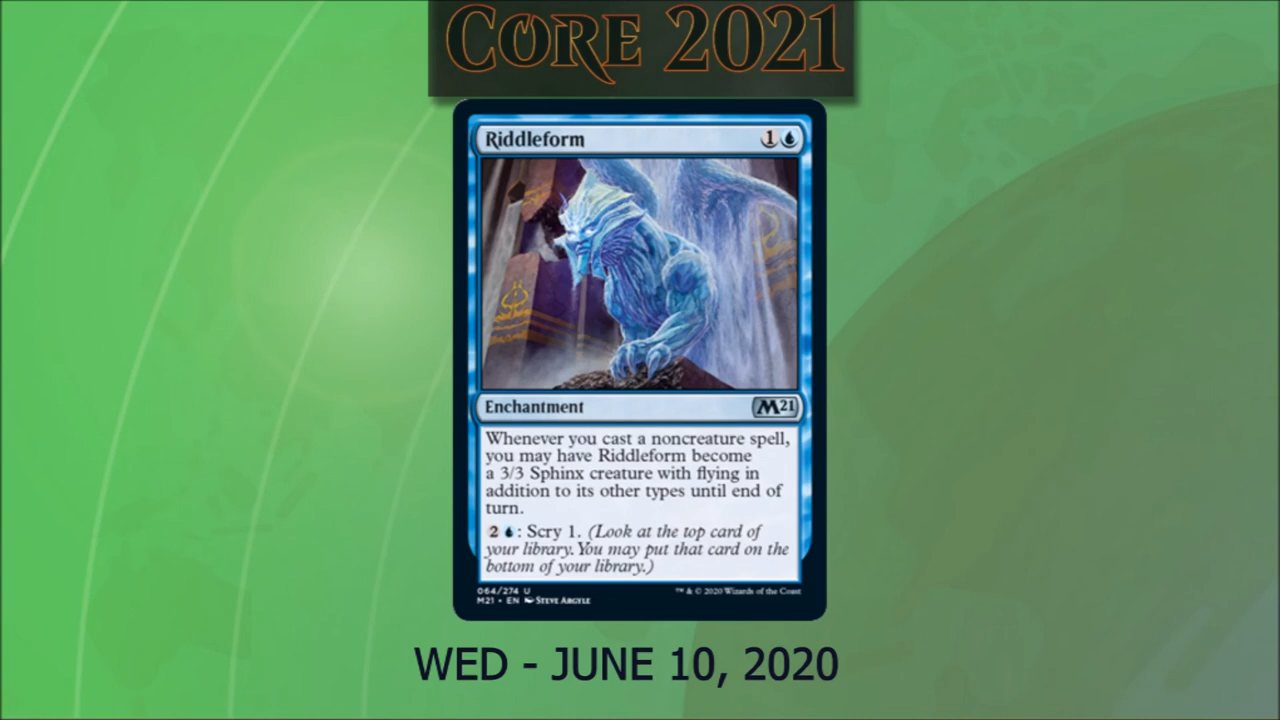 CORE 2021
Riddleform 1
Enchantment M21
Whenever you cast a noncreature spell,
you may have Riddleform become
a 3/3 Sphinx creature with flying in
addition to its other types until end of
turn.
2 : Scry 1. (Look at the top card of
your library. You may put that card on the
bottom of your library.)
064/274 U
M21 • EN STEVE ARGYLE
™ & © 2020 Wizards of the Coast
WED - JUNE 10, 2020